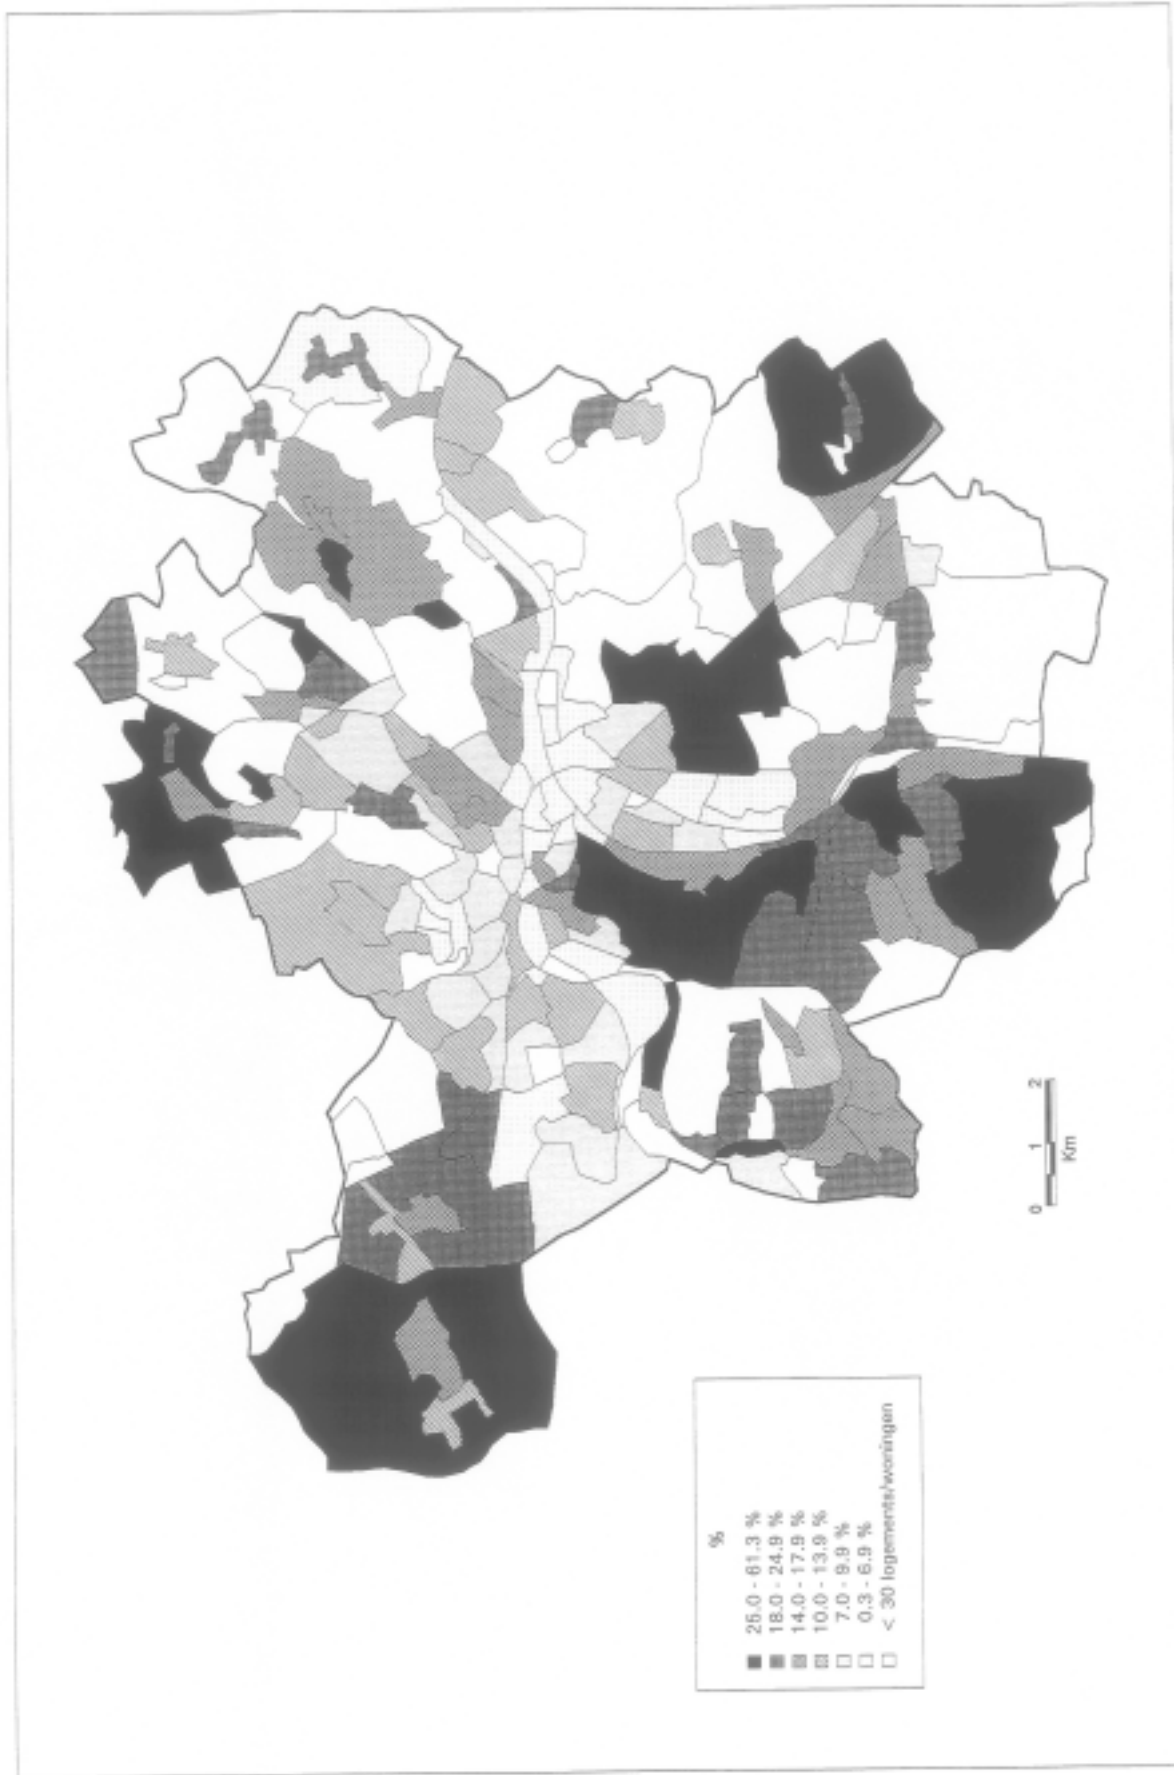 %
25.0 - 61.3 %
18.0 - 24.9 %
14.0 - 17.9 %
10.0 - 13.9 %
7.0 - 9.9 %
0.3 - 6.9 %
< 30 logements/woningen
0 1 2
Km